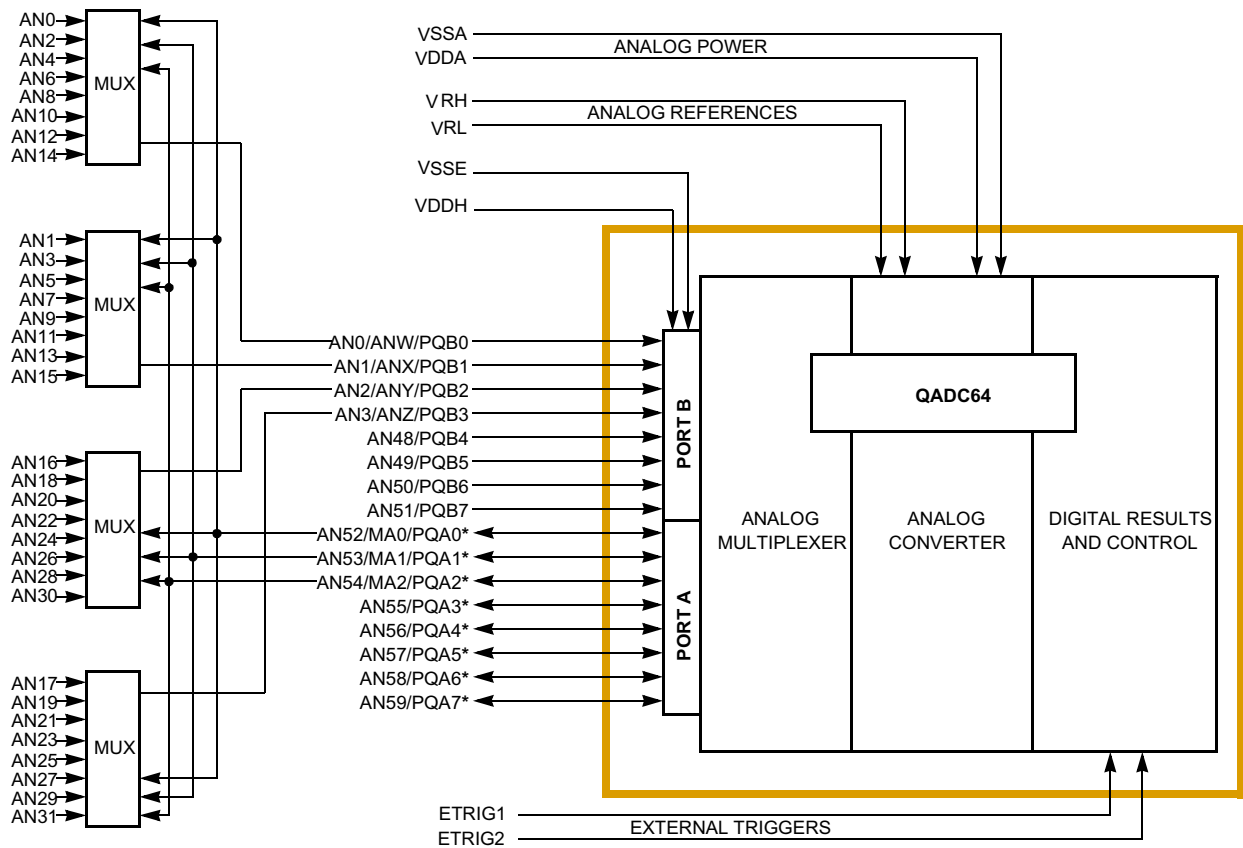 AN0
AN2
AN4
AN6
AN8
AN10
AN12
AN14
MUX
AN1
AN3
AN5
AN7
AN9
AN11
AN13
AN15
MUX
AN16
AN18
AN20
AN22
AN24
AN26
AN28
AN30
MUX
AN17
AN19
AN21
AN23
AN25
AN27
AN29
AN31
MUX
VSSA
ANALOG POWER
VDDA
VRH
ANALOG REFERENCES
VRL
VSSE
VDDH
AN0/ANW/PQB0
AN1/ANX/PQB1
AN2/ANY/PQB2
AN3/ANZ/PQB3
AN48/PQB4
AN49/PQB5
AN50/PQB6
AN51/PQB7
AN52/MA0/PQA0*
AN53/MA1/PQA1*
AN54/MA2/PQA2*
AN55/PQA3*
AN56/PQA4*
AN57/PQA5*
AN58/PQA6*
AN59/PQA7*
PORT B
PORT A
QADC64
ANALOG
MULTIPLEXER
ANALOG
CONVERTER
DIGITAL RESULTS
AND CONTROL
ETRIG1
EXTERNAL TRIGGERS
ETRIG2